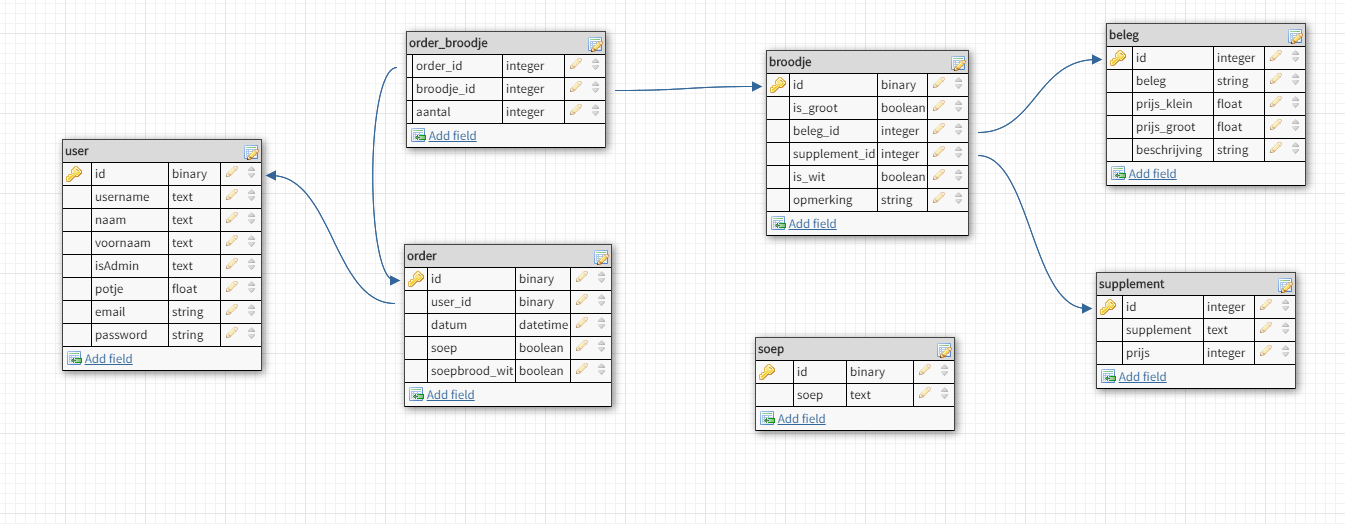 user
id binary
username text
naam text
voornaam text
isAdmin text
potje float
email string
password string
Add field
order_broodje
order_id integer
broodje_id integer
aantal integer
Add field
order
id binary
user_id binary
datum datetime
soep boolean
soepbrood_wit boolean
Add field
broodje
id binary
is_groot boolean
beleg_id integer
supplement_id integer
is_wit boolean
opmerking string
Add field
soep
id binary
soep text
Add field
beleg
id integer
beleg string
prijs_klein float
prijs_groot float
beschrijving string
Add field
supplement
id integer
supplement text
prijs integer
Add field